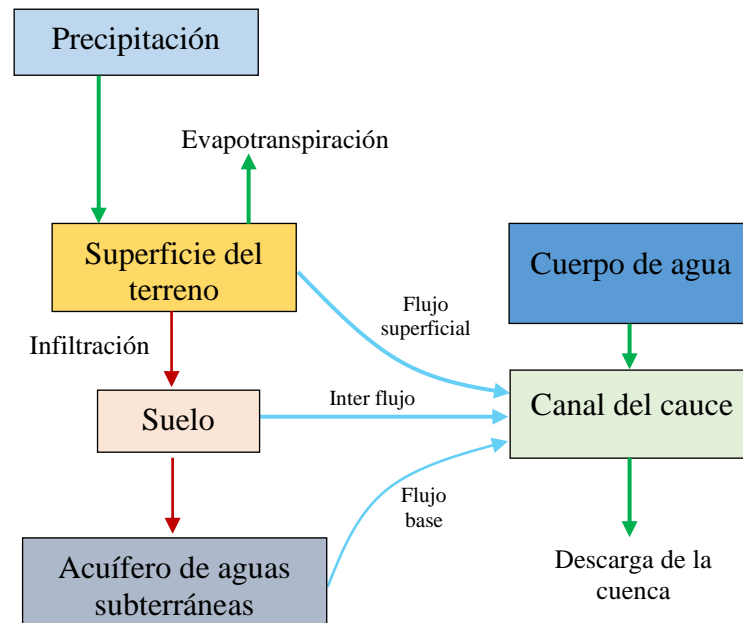 Precipitación
Evapotranspiración
Superficie del
terreno
Cuerpo de agua
Flujo
superficial
Infiltración
Inter flujo
Suelo
Canal del cauce
Flujo
base
Acuífero de aguas
subterráneas
Descarga de la
cuenca